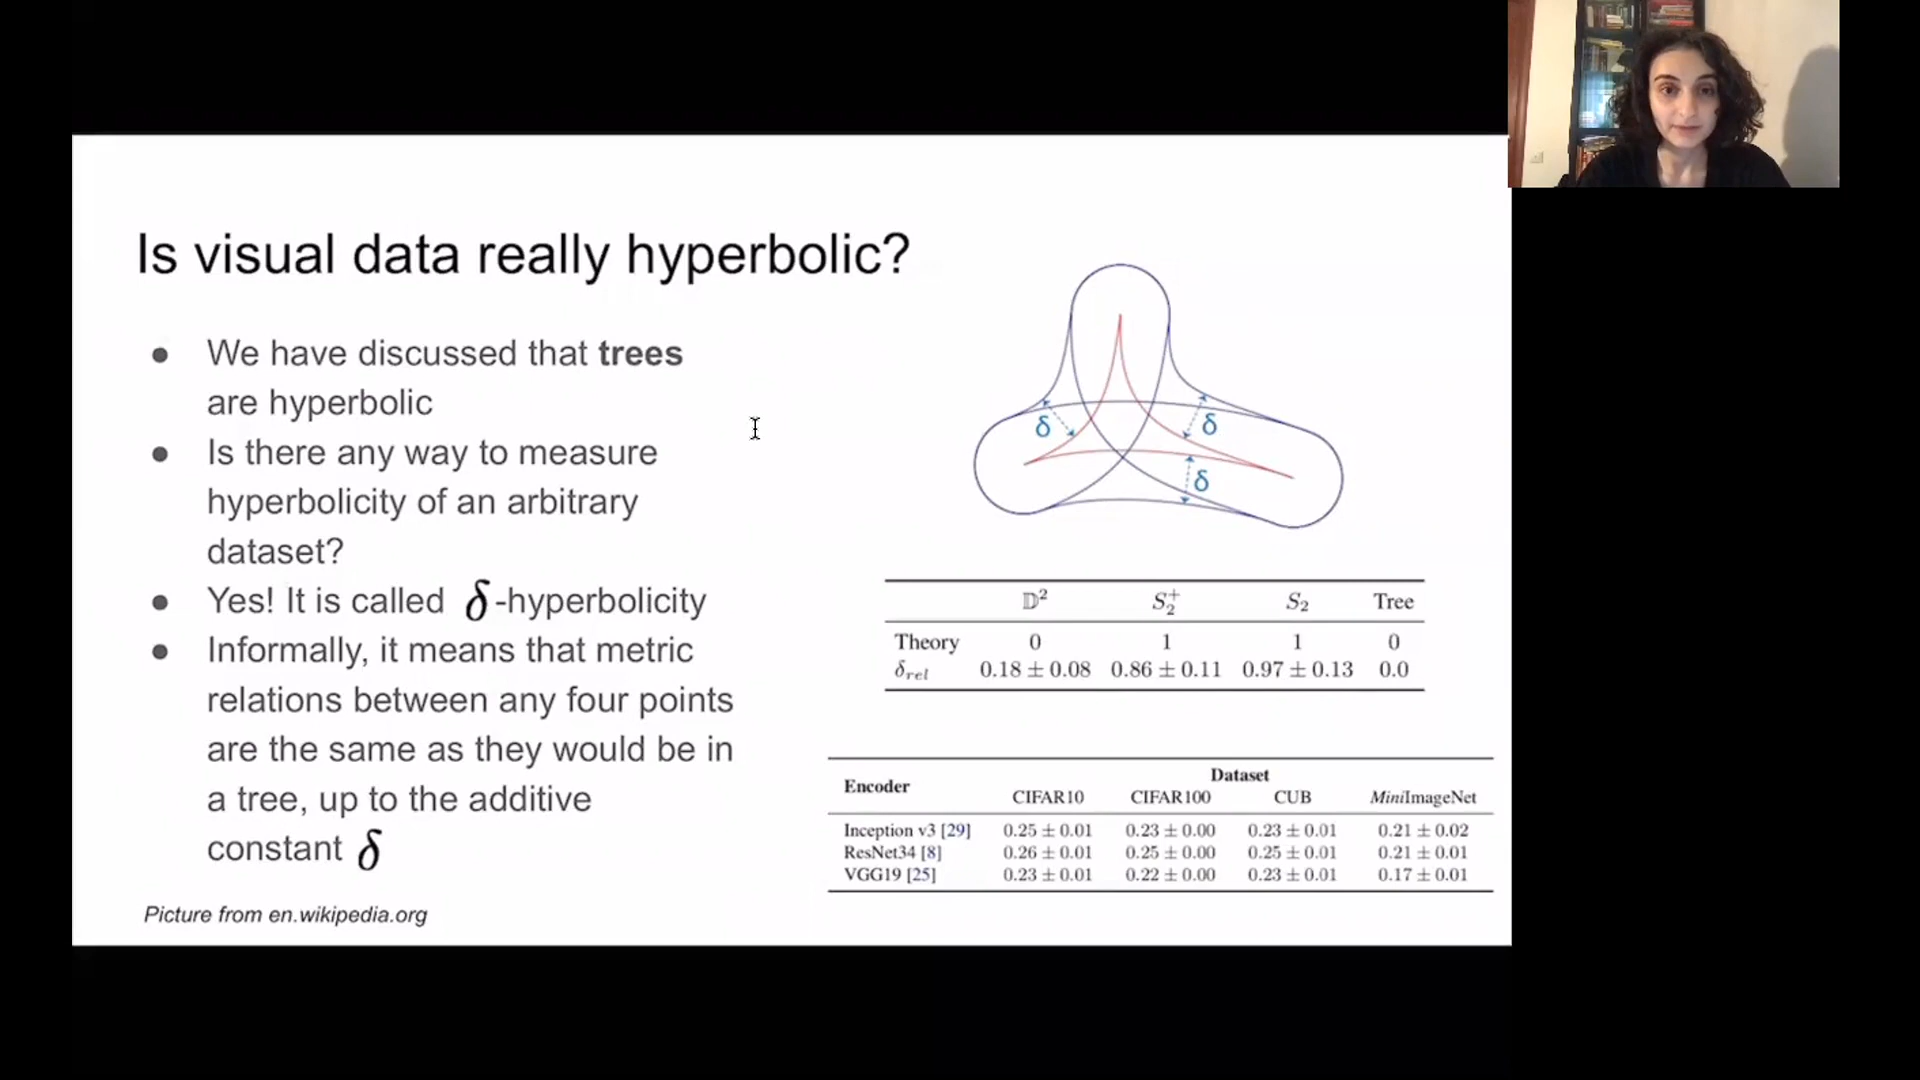 Is visual data really hyperbolic?
● We have discussed that trees
are hyperbolic
● Is there any way to measure
hyperbolicity of an arbitrary
dataset?
● Yes! It is called δ-hyperbolicity
● Informally, it means that metric
relations between any four points
are the same as they would be in
a tree, up to the additive
constant δ
Picture from en.wikipedia.org
δ δ
δ
𝔻² S₂⁺ S₂ Tree
Theory 0 1 1 0
δ_rel 0.18 ± 0.08 0.86 ± 0.11 0.97 ± 0.13 0.0
Dataset
Encoder
CIFAR10 CIFAR100 CUB MiniImageNet
Inception v3 [29] 0.25 ± 0.01 0.23 ± 0.00 0.23 ± 0.01 0.21 ± 0.02
ResNet34 [8] 0.26 ± 0.01 0.25 ± 0.00 0.25 ± 0.01 0.21 ± 0.01
VGG19 [25] 0.23 ± 0.01 0.22 ± 0.00 0.23 ± 0.01 0.17 ± 0.01